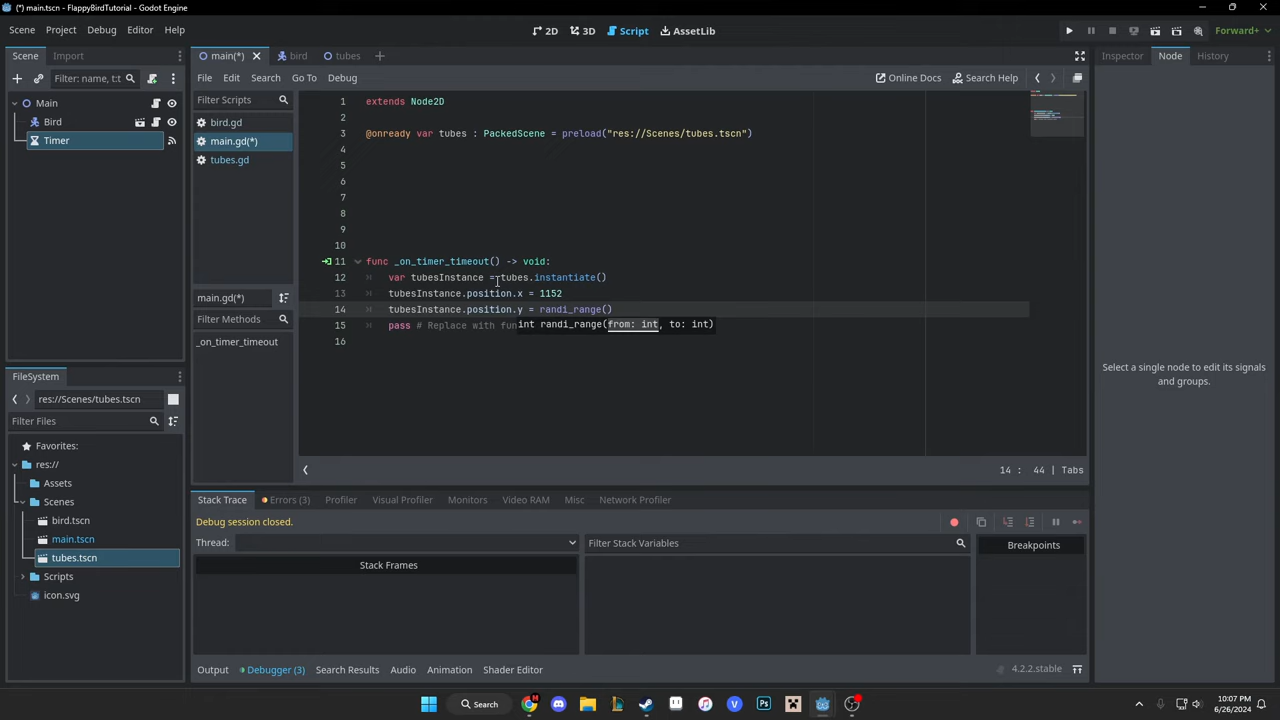 (*) main.tscn - FlappyBirdTutorial - Godot Engine
Scene Project Debug Editor Help
2D 3D Script AssetLib
Forward+
Scene Import
Filter: name, t:t
Main
Bird
Timer
main(*) bird tubes
File Edit Search Go To Debug
Online Docs Search Help
Filter Scripts
bird.gd
main.gd(*)
tubes.gd
main.gd(*)
Filter Methods
_on_timer_timeout
1 extends Node2D
2
3 @onready var tubes : PackedScene = preload("res://Scenes/tubes.tscn")
4
5
6
7
8
9
10
11 func _on_timer_timeout() -> void:
12 var tubesInstance = tubes.instantiate()
13 tubesInstance.position.x = 1152
14 tubesInstance.position.y = randi_range()
15 pass # Replace with fun
int randi_range(from: int, to: int)
16
14 : 44 | Tabs
Inspector Node History
Select a single node to edit its signals
and groups.
FileSystem
res://Scenes/tubes.tscn
Filter Files
Favorites:
res://
Assets
Scenes
bird.tscn
main.tscn
tubes.tscn
Scripts
icon.svg
Stack Trace Errors (3) Profiler Visual Profiler Monitors Video RAM Misc Network Profiler
Debug session closed.
Thread:
Filter Stack Variables
Breakpoints
Stack Frames
Output Debugger (3) Search Results Audio Animation Shader Editor
4.2.2.stable
Search
10:07 PM
6/26/2024